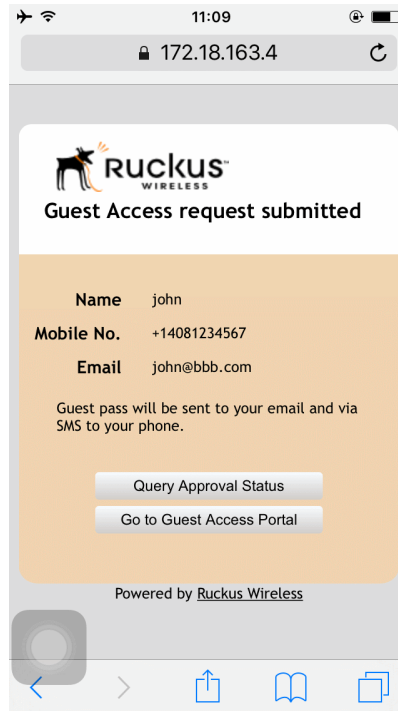 11:09
172.18.163.4
RUCKUS™
WIRELESS
Guest Access request submitted
Name john
Mobile No. +14081234567
Email john@bbb.com
Guest pass will be sent to your email and via
SMS to your phone.
Query Approval Status
Go to Guest Access Portal
Powered by Ruckus Wireless